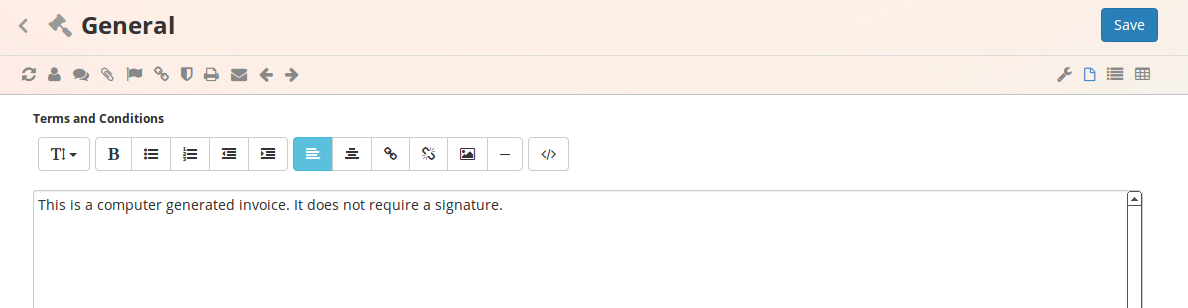 General
Save
Terms and Conditions
TI
B
</>
This is a computer generated invoice. It does not require a signature.